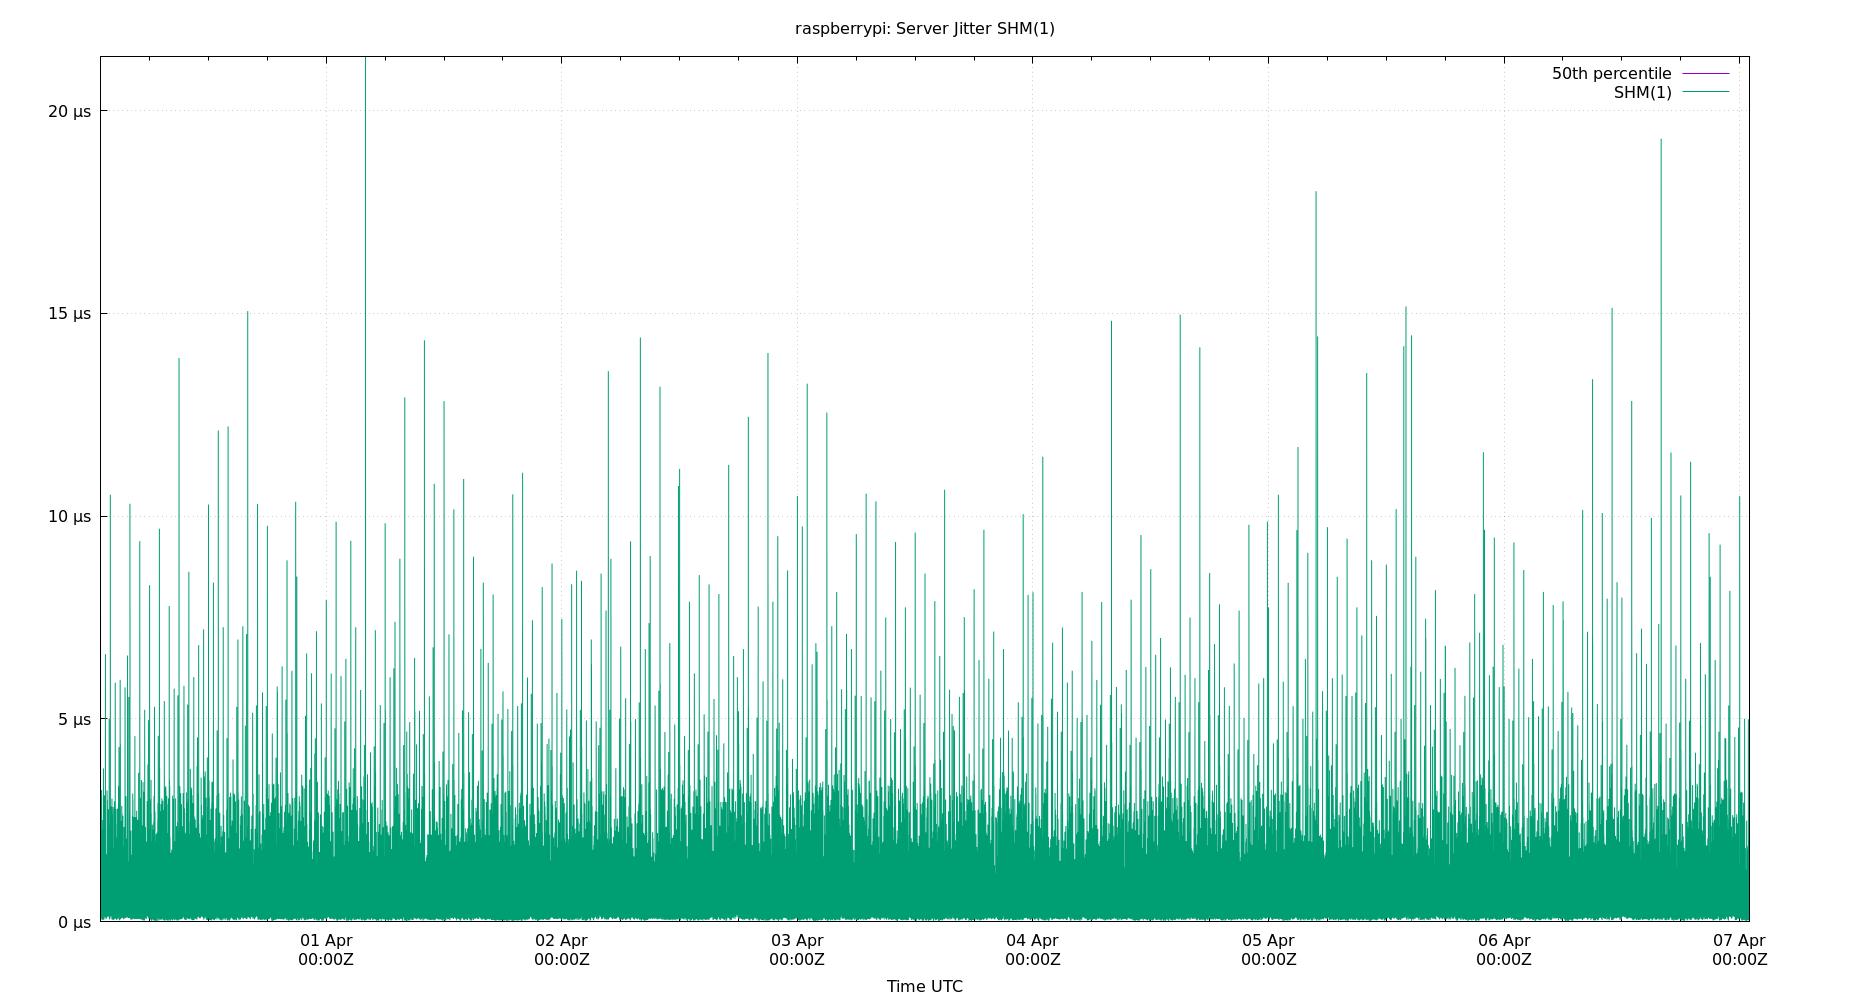 raspberrypi: Server Jitter SHM(1)
50th percentile
SHM(1)
20 µs
15 µs
10 µs
5 µs
0 µs
01 Apr 02 Apr 03 Apr 04 Apr 05 Apr 06 Apr 07 Apr
00:00Z 00:00Z 00:00Z 00:00Z 00:00Z 00:00Z 00:00Z
Time UTC